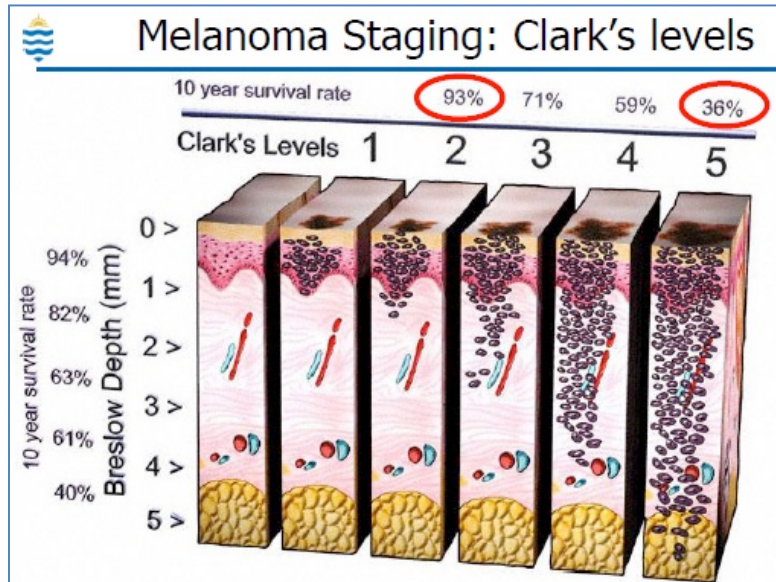 Melanoma Staging: Clark's levels
10 year survival rate 93% 71% 59% 36%
Clark's Levels 1 2 3 4 5
10 year survival rate
Breslow Depth (mm)
0 >
94%
1 >
82%
2 >
63%
3 >
61%
4 >
40%
5 >